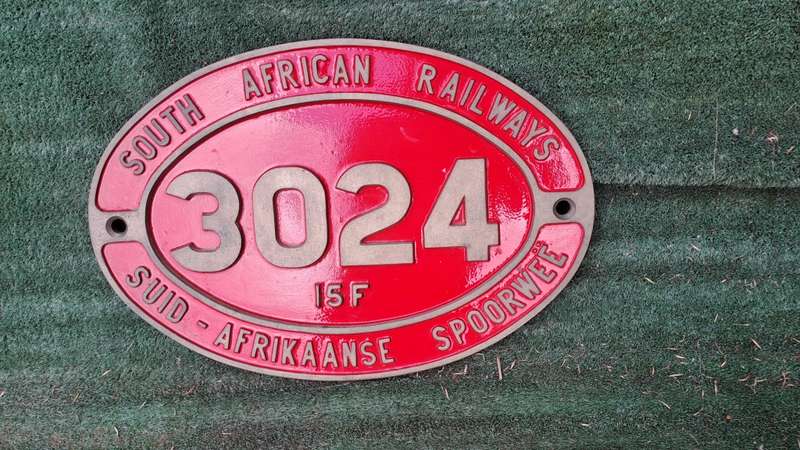 SOUTH AFRICAN RAILWAYS
3024
15F
SUID - AFRIKAANSE SPOORWEË